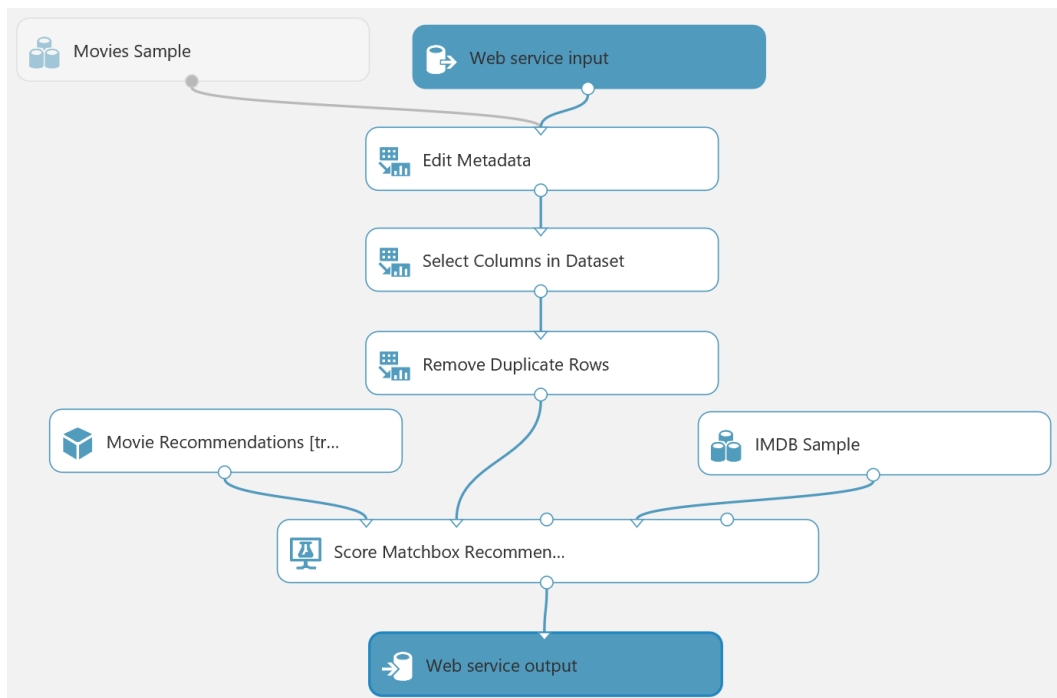 Movies Sample
Web service input
Edit Metadata
Select Columns in Dataset
Remove Duplicate Rows
Movie Recommendations [tr...
IMDB Sample
Score Matchbox Recommen...
Web service output